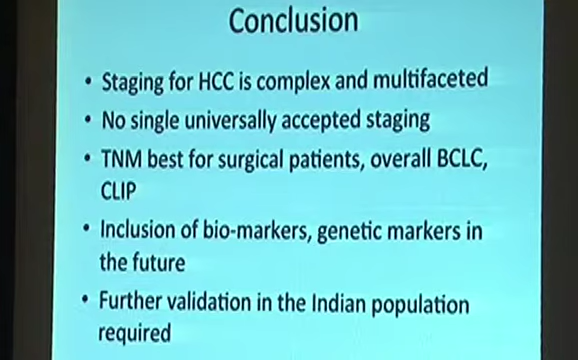 Conclusion
• Staging for HCC is complex and multifaceted
• No single universally accepted staging
• TNM best for surgical patients, overall BCLC,
CLIP
• Inclusion of bio-markers, genetic markers in
the future
• Further validation in the Indian population
required